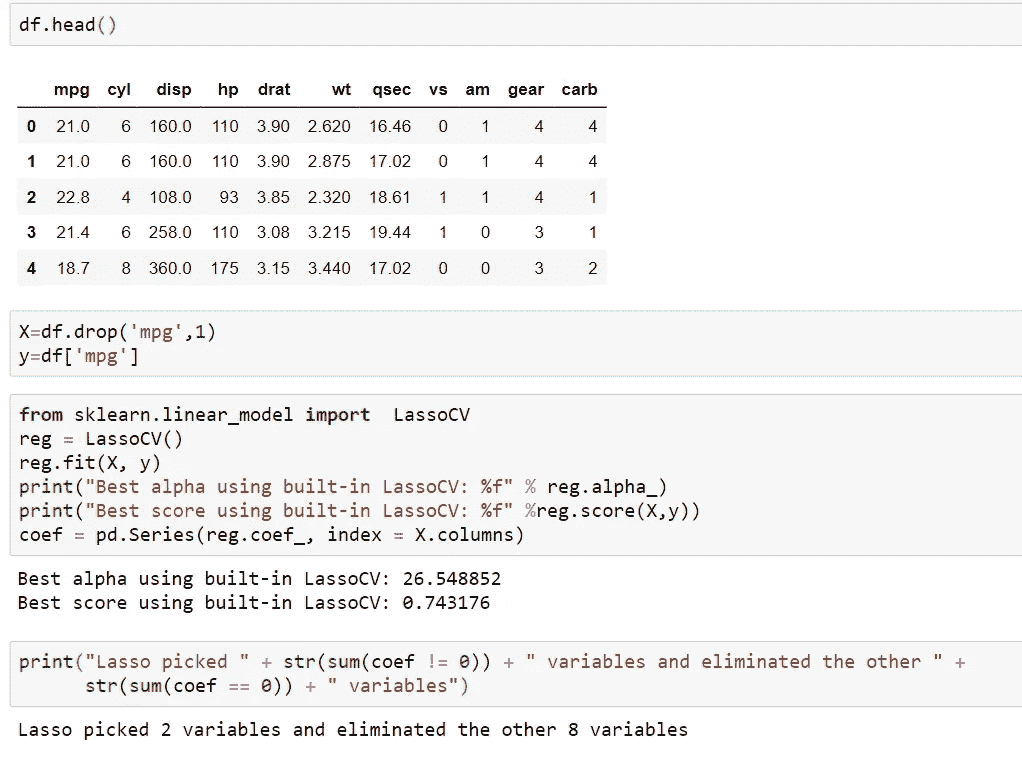 df.head()
mpg cyl disp hp drat wt qsec vs am gear carb
0 21.0 6 160.0 110 3.90 2.620 16.46 0 1 4 4
1 21.0 6 160.0 110 3.90 2.875 17.02 0 1 4 4
2 22.8 4 108.0 93 3.85 2.320 18.61 1 1 4 1
3 21.4 6 258.0 110 3.08 3.215 19.44 1 0 3 1
4 18.7 8 360.0 175 3.15 3.440 17.02 0 0 3 2
X=df.drop('mpg',1)
y=df['mpg']
from sklearn.linear_model import  LassoCV
reg = LassoCV()
reg.fit(X, y)
print("Best alpha using built-in LassoCV: %f" % reg.alpha_)
print("Best score using built-in LassoCV: %f" %reg.score(X,y))
coef = pd.Series(reg.coef_, index = X.columns)
Best alpha using built-in LassoCV: 26.548852
Best score using built-in LassoCV: 0.743176
print("Lasso picked " + str(sum(coef != 0)) + " variables and eliminated the other " +
      str(sum(coef == 0)) + " variables")
Lasso picked 2 variables and eliminated the other 8 variables